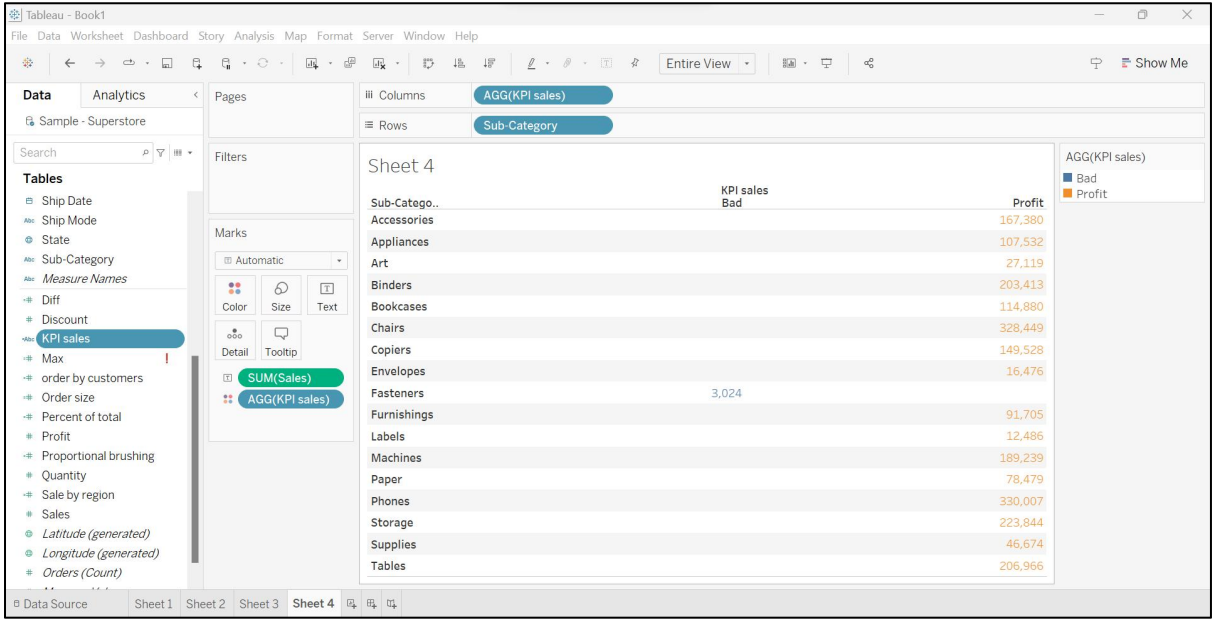 Tableau - Book1
File Data Worksheet Dashboard Story Analysis Map Format Server Window Help
Entire View
Show Me
Data Analytics
Sample - Superstore
Search
Tables
Ship Date
Abc Ship Mode
State
Abc Sub-Category
Abc Measure Names
=# Diff
# Discount
=Abc KPI sales
=# Max !
=# order by customers
=# Order size
=# Percent of total
# Profit
=# Proportional brushing
# Quantity
=# Sale by region
# Sales
Latitude (generated)
Longitude (generated)
# Orders (Count)
Pages
Filters
Marks
Automatic
Color Size Text
Detail Tooltip
SUM(Sales)
AGG(KPI sales)
Columns AGG(KPI sales)
Rows Sub-Category
Sheet 4
KPI sales
Sub-Catego.. Bad Profit
Accessories 167,380
Appliances 107,532
Art 27,119
Binders 203,413
Bookcases 114,880
Chairs 328,449
Copiers 149,528
Envelopes 16,476
Fasteners 3,024
Furnishings 91,705
Labels 12,486
Machines 189,239
Paper 78,479
Phones 330,007
Storage 223,844
Supplies 46,674
Tables 206,966
AGG(KPI sales)
Bad
Profit
Data Source Sheet 1 Sheet 2 Sheet 3 Sheet 4